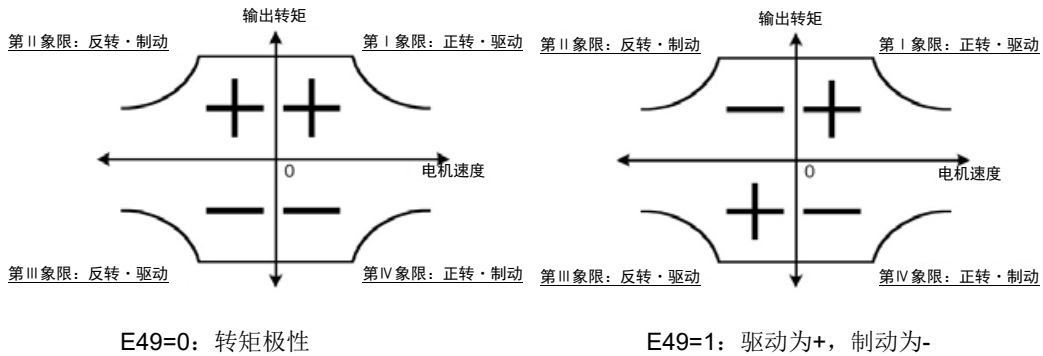 输出转矩
第Ⅱ象限：反转·制动
第Ⅰ象限：正转·驱动
0
电机速度
第Ⅲ象限：反转·驱动
第Ⅳ象限：正转·制动
E49=0：转矩极性
输出转矩
第Ⅱ象限：反转·制动
第Ⅰ象限：正转·驱动
0
电机速度
第Ⅲ象限：反转·驱动
第Ⅳ象限：正转·制动
E49=1：驱动为+，制动为-